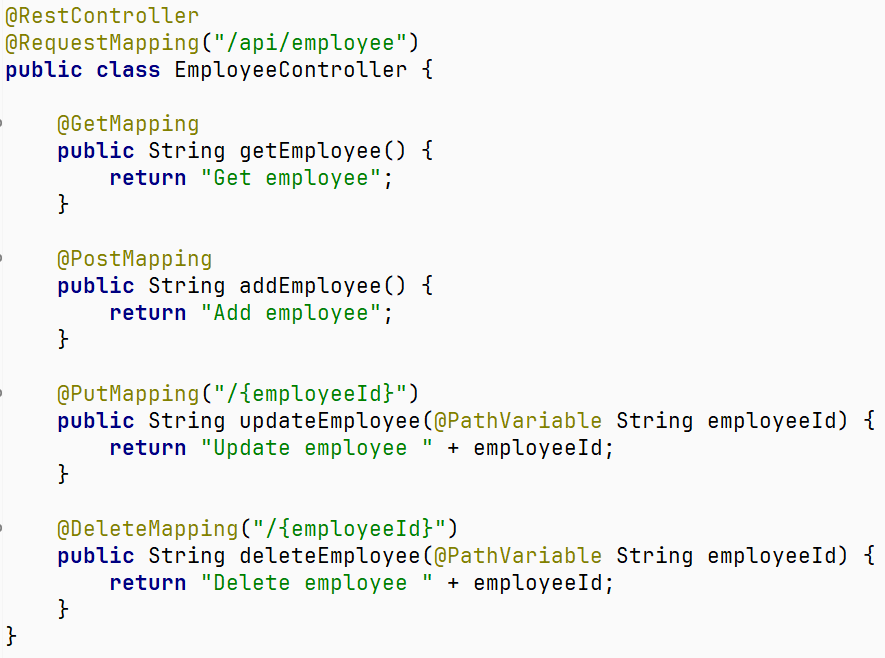 @RestController
@RequestMapping("/api/employee")
public class EmployeeController {
@GetMapping
public String getEmployee() {
return "Get employee";
}
@PostMapping
public String addEmployee() {
return "Add employee";
}
@PutMapping("/{employeeId}")
public String updateEmployee(@PathVariable String employeeId) {
return "Update employee " + employeeId;
}
@DeleteMapping("/{employeeId}")
public String deleteEmployee(@PathVariable String employeeId) {
return "Delete employee " + employeeId;
}
}